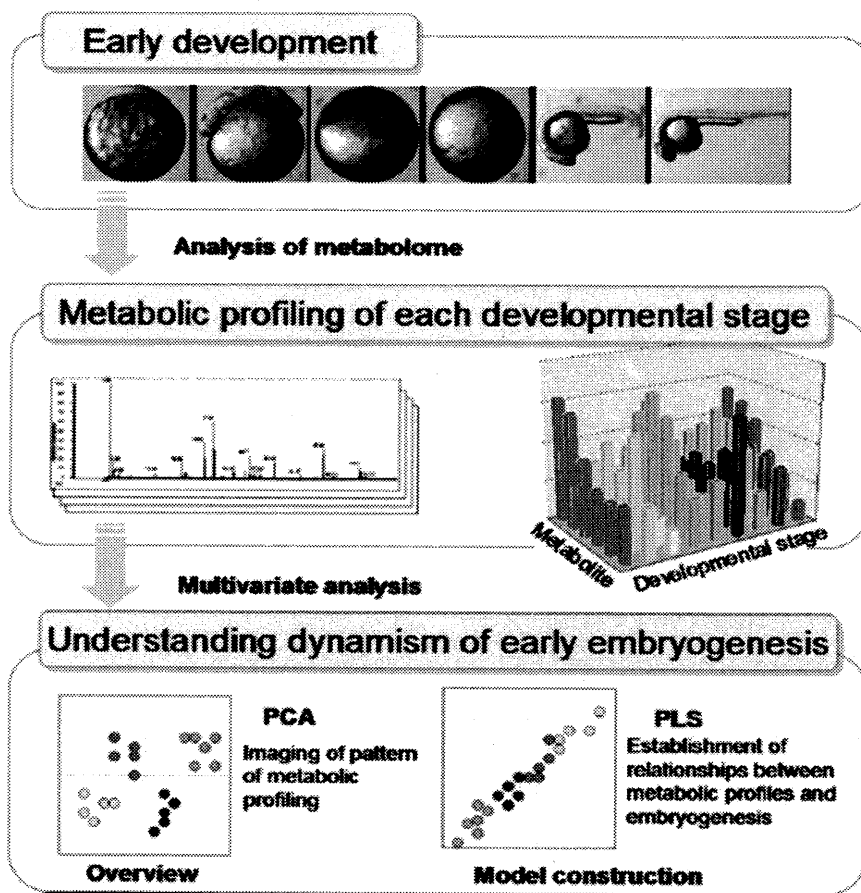 Early development
Analysis of metabolome
Metabolic profiling of each developmental stage
Metabolite
Developmental stage
Multivariate analysis
Understanding dynamism of early embryogenesis
PCA
Imaging of pattern
of metabolic
profiling
Overview
PLS
Establishment of
relationships between
metabolic profiles and
embryogenesis
Model construction